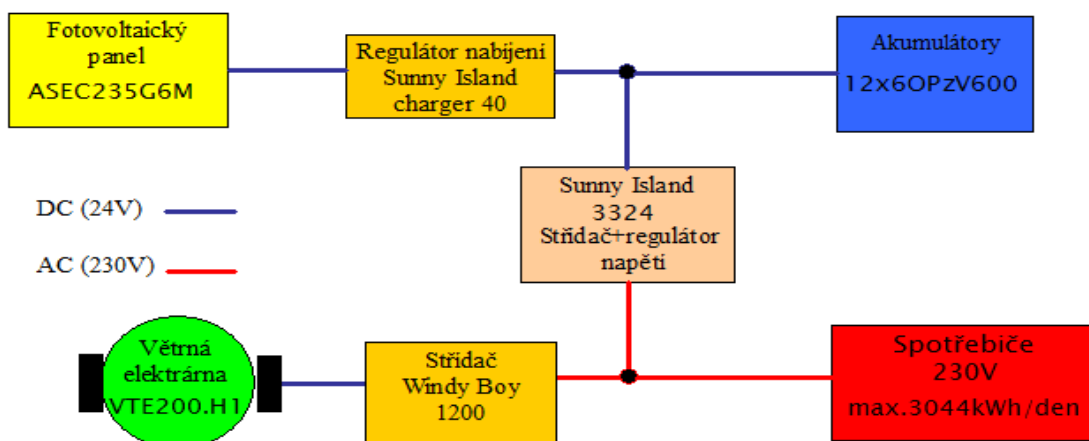 Fotovoltaický
panel
ASEC235G6M
Regulátor nabíjení
Sunny Island
charger 40
Akumulátory
12x6OPzV600
Sunny Island
3324
Střídač+regulátor
napětí
DC (24V)
AC (230V)
Větrná
elektrárna
VTE200.H1
Střídač
Windy Boy
1200
Spotřebiče
230V
max.3044kWh/den